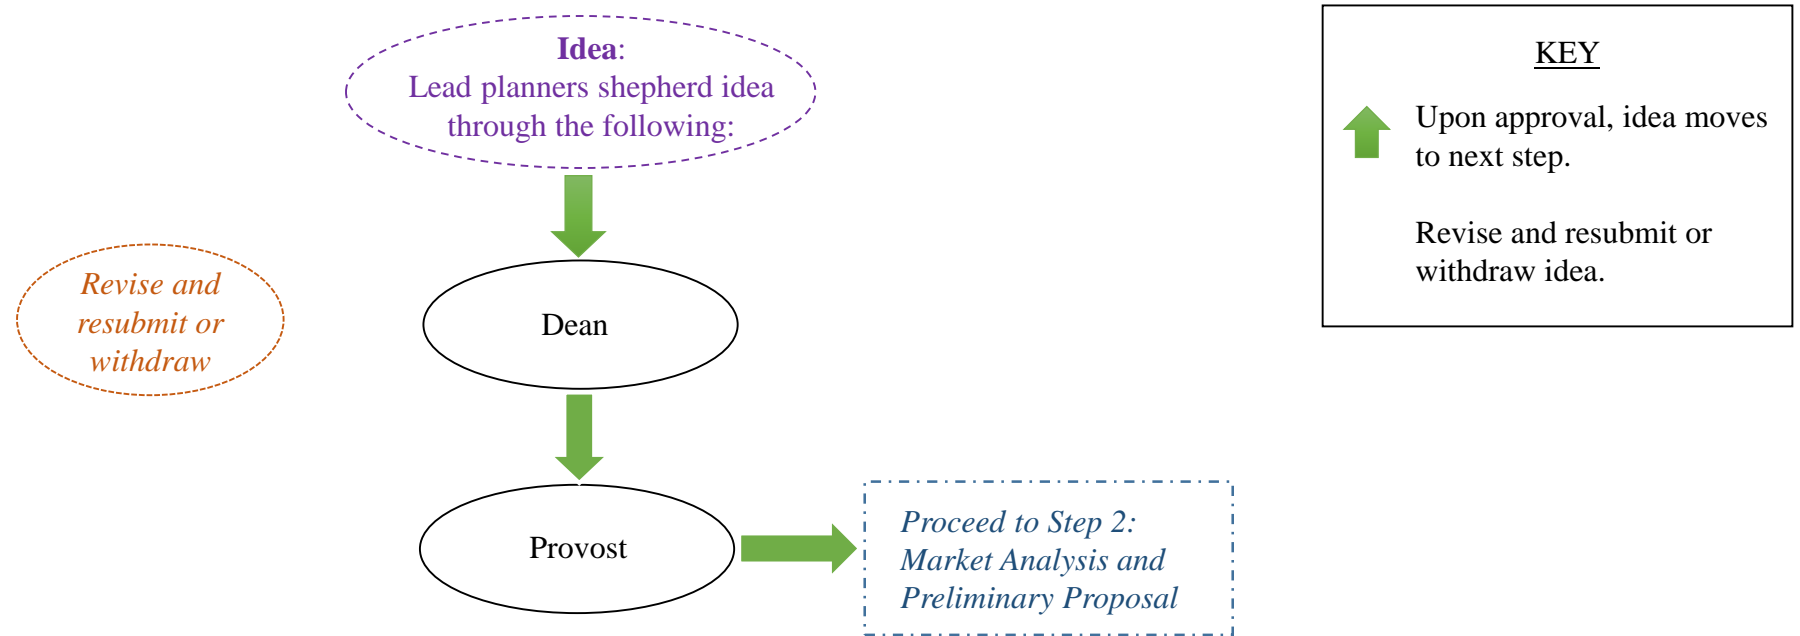 Idea:
Lead planners shepherd idea
through the following:
KEY
Upon approval, idea moves
to next step.
Revise and resubmit or
withdraw idea.
Revise and
resubmit or
withdraw
Dean
Provost
Proceed to Step 2:
Market Analysis and
Preliminary Proposal